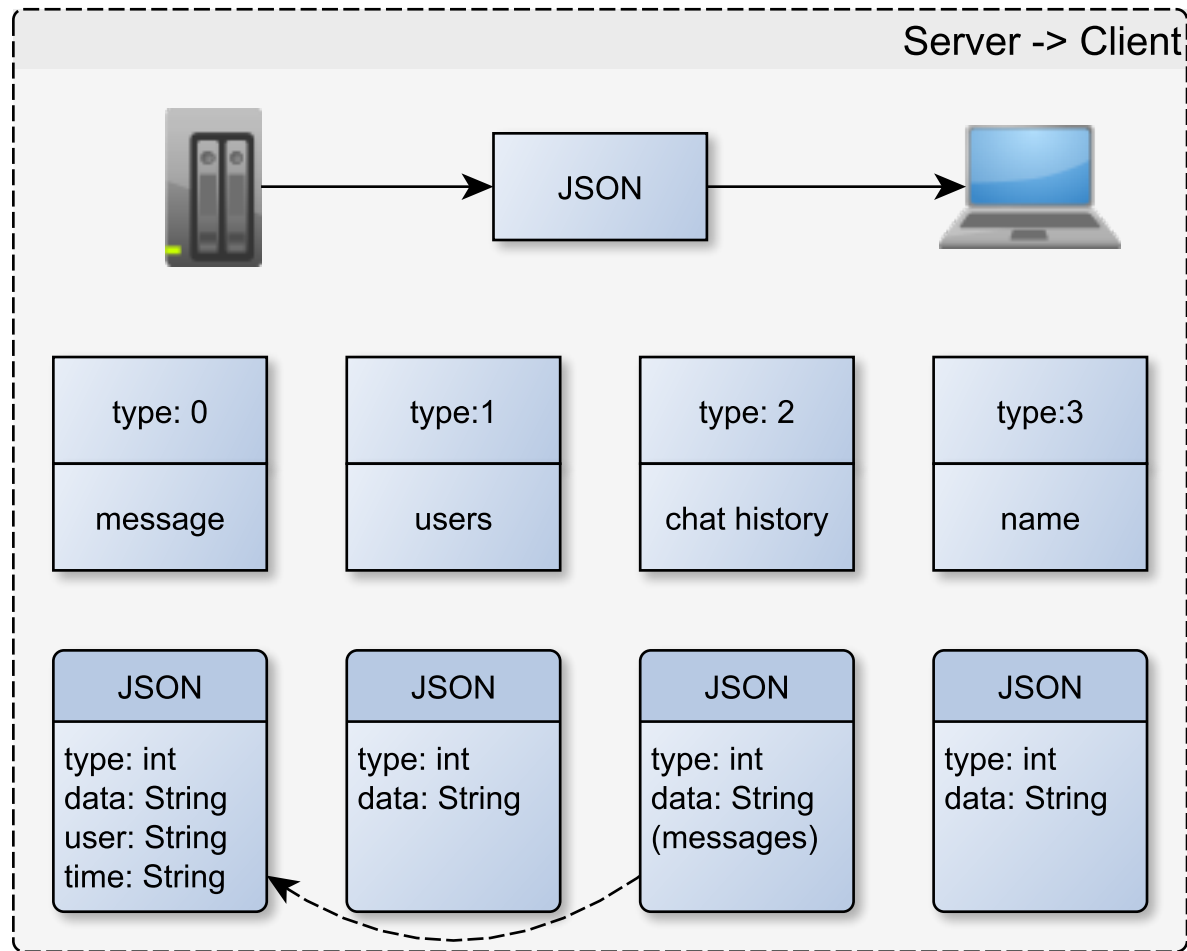 Server -> Client
JSON
type: 0
message
type:1
users
type: 2
chat history
type:3
name
JSON
type: int
data: String
user: String
time: String
JSON
type: int
data: String
JSON
type: int
data: String
(messages)
JSON
type: int
data: String